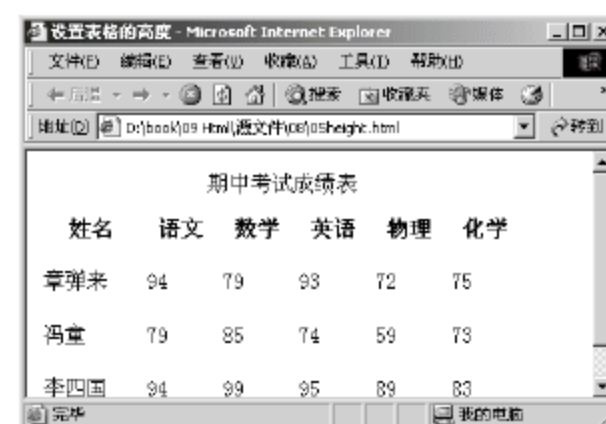 设置表格的高度 - Microsoft Internet Explorer
文件(F) 编辑(E) 查看(V) 收藏(A) 工具(T) 帮助(H)
后退 搜索 收藏夹 媒体
地址(D) D:\book\09 Html\源文件\08\05height.html 转到
期中考试成绩表
姓名 语文 数学 英语 物理 化学
章弹来 94 79 93 72 75
冯童 79 85 74 59 73
李四国 94 99 95 89 83
完毕 我的电脑